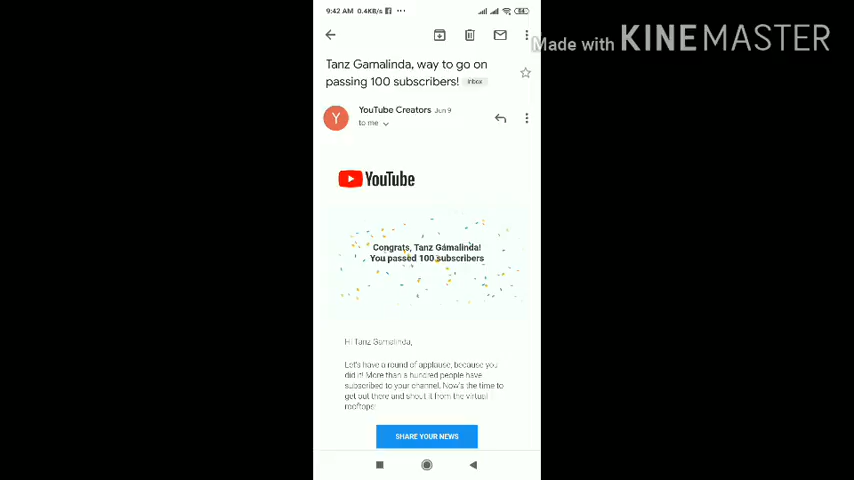 9:42 AM 0.4KB/s
54
Made with KINEMASTER
Tanz Gamalinda, way to go on
passing 100 subscribers! Inbox
Y
YouTube Creators Jun 9
to me
YouTube
Congrats, Tanz Gamalinda!
You passed 100 subscribers
Hi Tanz Gamalinda,
Let's have a round of applause, because you
did it! More than a hundred people have
subscribed to your channel. Now's the time to
get out there and shout it from the virtual
rooftops!
SHARE YOUR NEWS